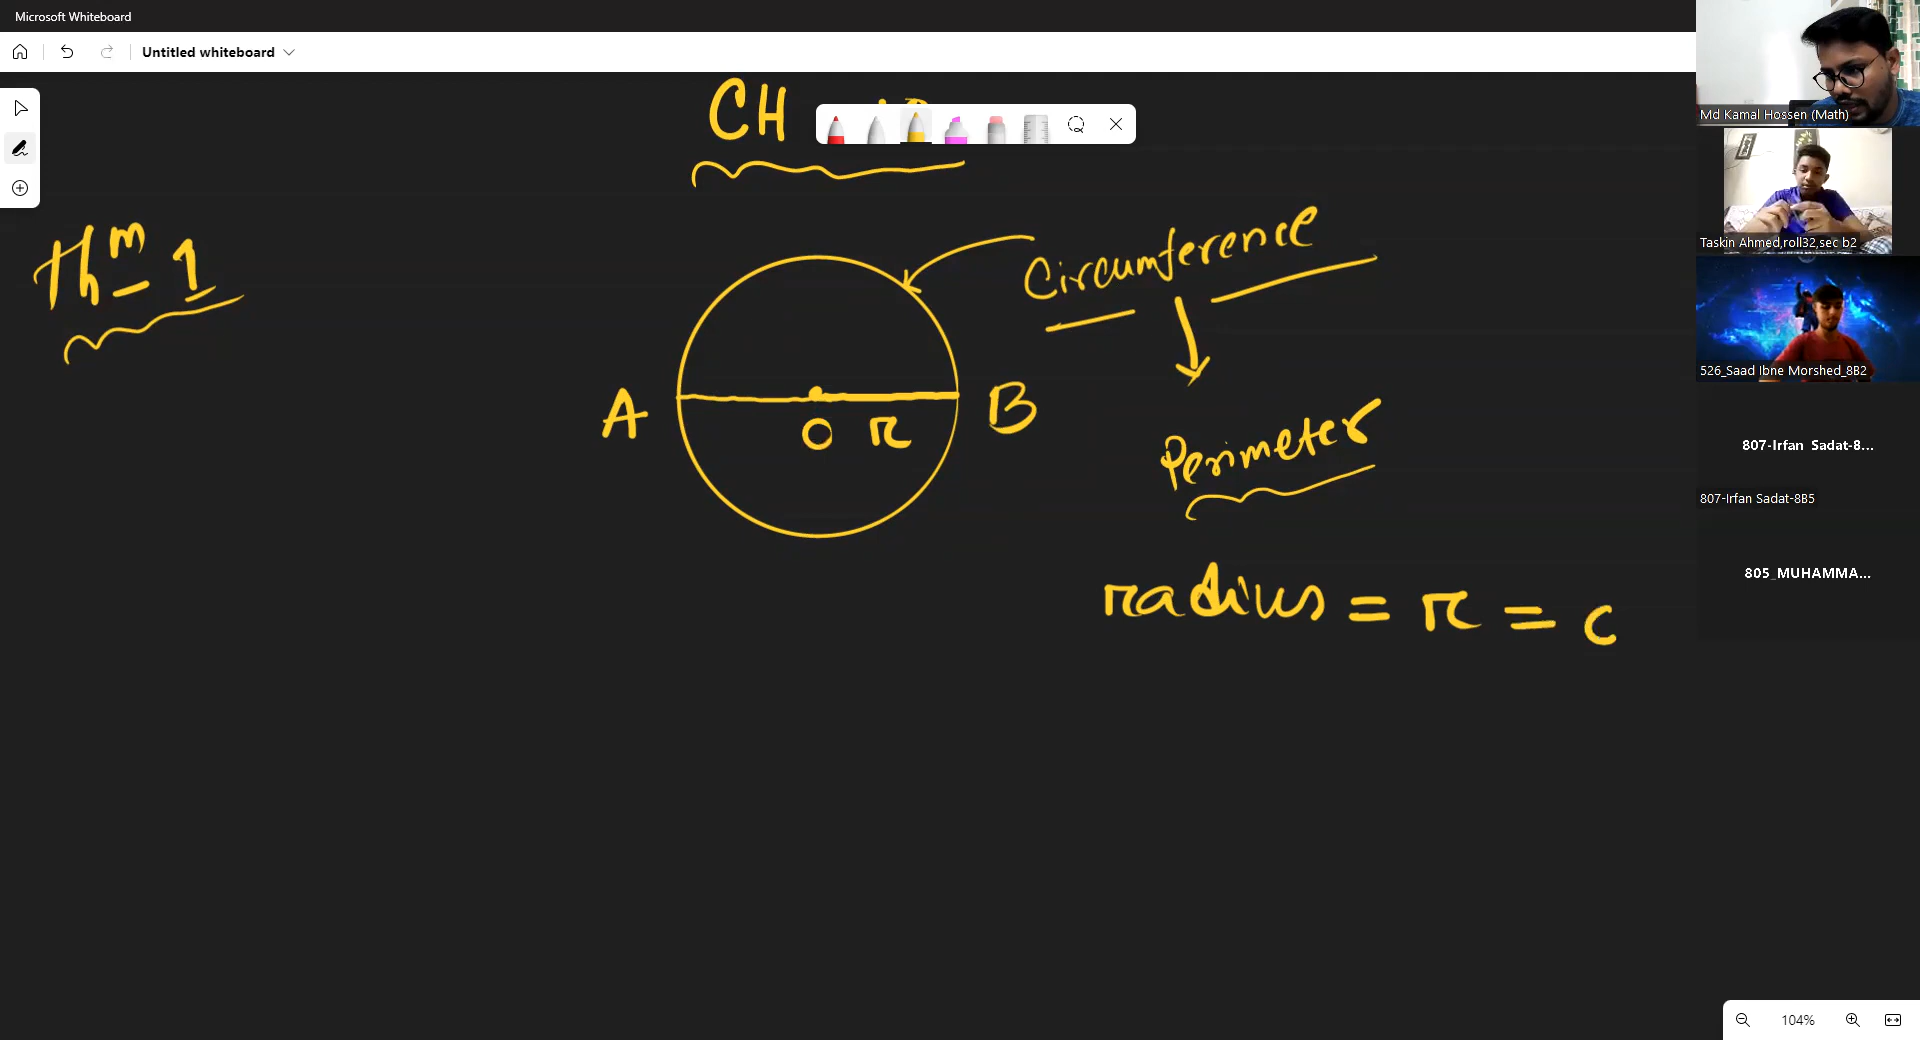 Microsoft Whiteboard
Untitled whiteboard
CH
Thm - 1
Circumference
A
B
O r
Perimeter
radius = r = c
Md Kamal Hossen (Math)
Taskin Ahmed,roll32,sec b2
526_Saad Ibne Morshed_8B2
807-Irfan Sadat-8...
807-Irfan Sadat-8B5
805_MUHAMMA...
104%